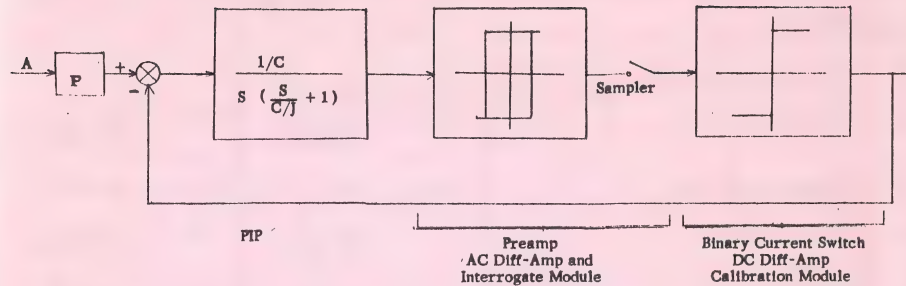 A
P
+
-
1/C
S ( S/C/J + 1)
Sampler
PIP
Preamp
AC Diff-Amp and
Interrogate Module
Binary Current Switch
DC Diff-Amp
Calibration Module